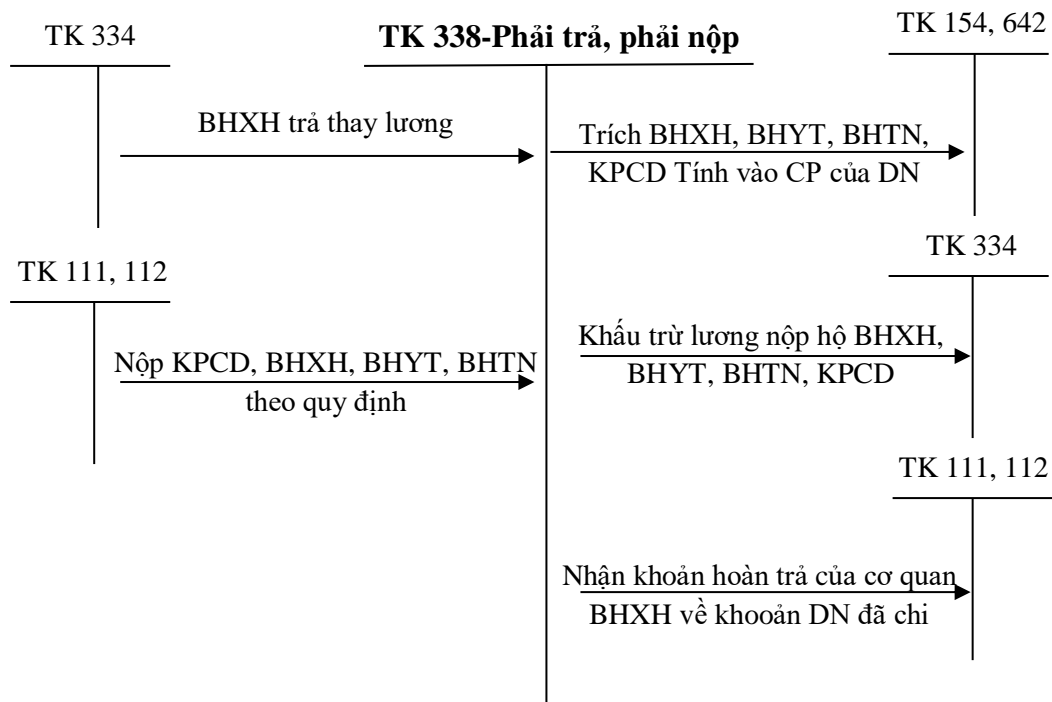 TK 334
TK 338-Phải trả, phải nộp
TK 154, 642
BHXH trả thay lương
Trích BHXH, BHYT, BHTN,
KPCD Tính vào CP của DN
TK 111, 112
TK 334
Nộp KPCD, BHXH, BHYT, BHTN
theo quy định
Khấu trừ lương nộp hộ BHXH,
BHYT, BHTN, KPCD
TK 111, 112
Nhận khoản hoàn trả của cơ quan
BHXH về khooản DN đã chi